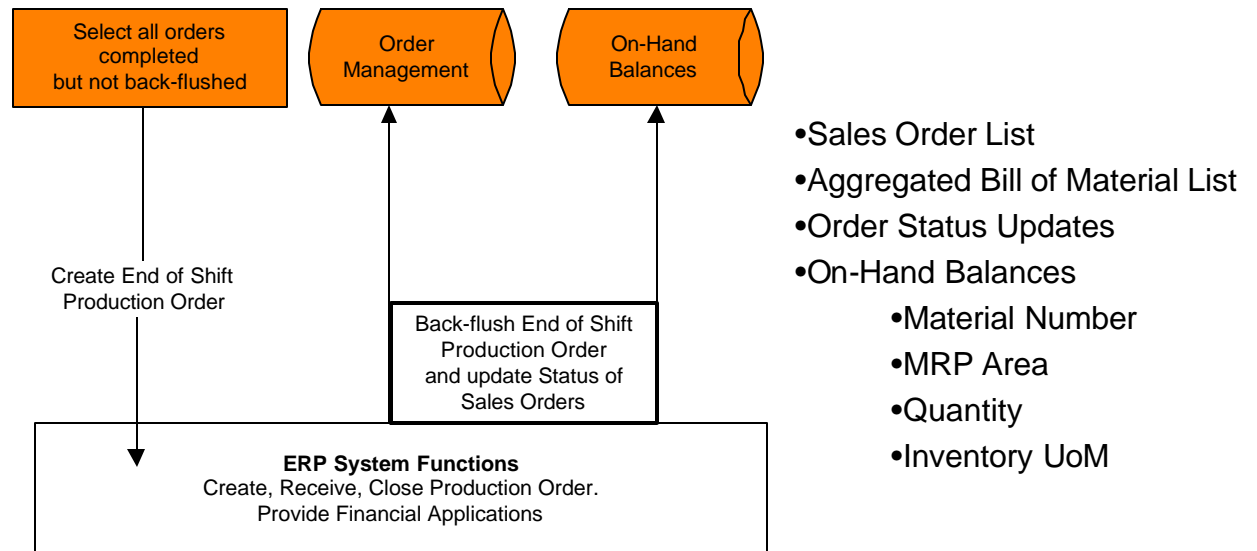 Select all orders
completed
but not back-flushed
Order
Management
On-Hand
Balances
Create End of Shift
Production Order
Back-flush End of Shift
Production Order
and update Status of
Sales Orders
ERP System Functions
Create, Receive, Close Production Order.
Provide Financial Applications
•Sales Order List
•Aggregated Bill of Material List
•Order Status Updates
•On-Hand Balances
•Material Number
•MRP Area
•Quantity
•Inventory UoM